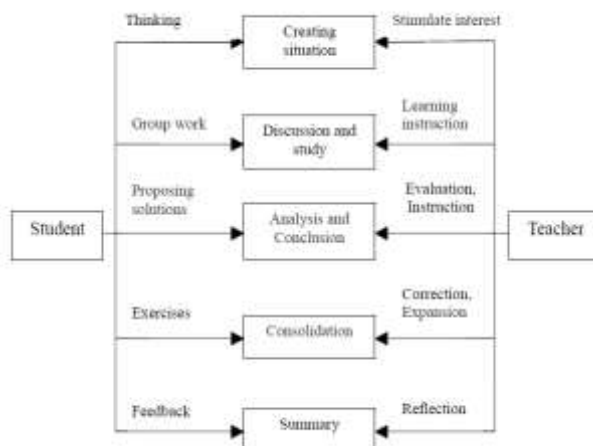 Thinking
Stimulate interest
Creating
situation
Group work
Learning
instruction
Discussion and
study
Proposing
solutions
Evaluation,
Instruction
Student
Analysis and
Conclusion
Teacher
Exercises
Correction,
Expansion
Consolidation
Feedback
Reflection
Summary